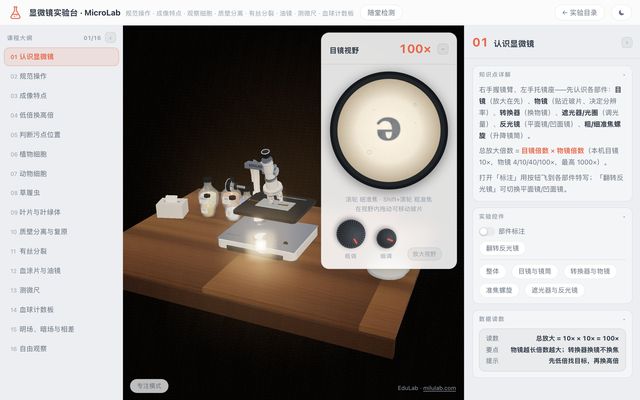 显微镜实验台 · MicroLab
规范操作 · 成像特点 · 观察细胞 · 质壁分离 · 有丝分裂 · 油镜 · 测微尺 · 血球计数板
随堂检测
← 实验目录
课程大纲
01/16
01 认识显微镜
02 规范操作
03 成像特点
04 低倍换高倍
05 判断污点位置
06 植物细胞
07 动物细胞
08 草履虫
09 叶片与叶绿体
10 质壁分离与复原
11 有丝分裂
12 血涂片与油镜
13 测微尺
14 血球计数板
15 明场、暗场与相差
16 自由观察
目镜视野
100×
ə
滚轮 细准焦 · Shift+滚轮 粗准焦
在视野内拖动可移动玻片
粗调
细调
放大视野
专注模式
EduLab · milulab.com
01 认识显微镜
知识点详解
右手握镜臂、左手托镜座——先认识各部件：目
镜（放大在先）、物镜（贴近玻片，决定分辨
率）、转换器（换物镜）、遮光器/光圈（调光
量）、反光镜（平面镜/凹面镜）、粗/细准焦螺
旋（升降镜筒）。
总放大倍数 = 目镜倍数 × 物镜倍数（本机目镜
10×、物镜 4/10/40/100×，最高 1000×）。
打开「标注」用按钮飞到各部件特写；「翻转反
光镜」可切换平面镜/凹面镜。
实验控件
部件标注
翻转反光镜
整体
目镜与镜筒
转换器与物镜
准焦螺旋
遮光器与反光镜
数据读数
读数
总放大 = 10× × 10× = 100×
要点
物镜越长倍数越大；转换器换镜不换焦
提示
先低倍找目标，再换高倍